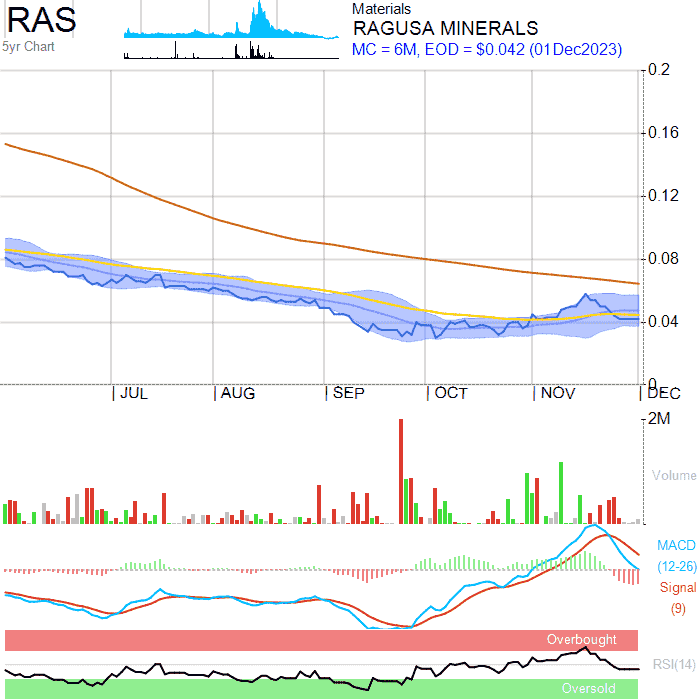 RAS
5yr Chart
Materials
RAGUSA MINERALS
MC = 6M, EOD = $0.042 (01Dec2023)
0.2
0.16
0.12
0.08
0.04
0
JUL AUG SEP OCT NOV DEC
2M
Volume
MACD
(12-26)
Signal
(9)
Overbought
RSI(14)
Oversold